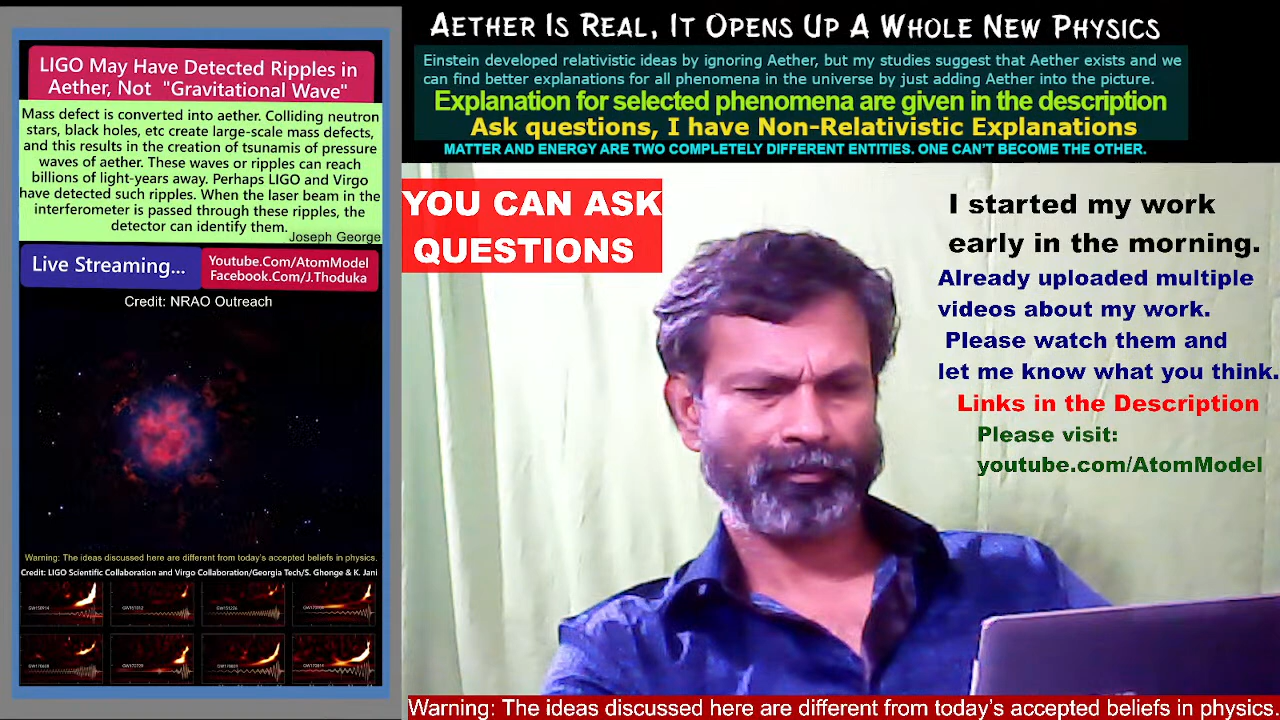 LIGO May Have Detected Ripples in
Aether, Not "Gravitational Wave"
Mass defect is converted into aether. Colliding neutron
stars, black holes, etc create large-scale mass defects,
and this results in the creation of tsunamis of pressure
waves of aether. These waves or ripples can reach
billions of light-years away. Perhaps LIGO and Virgo
have detected such ripples. When the laser beam in the
interferometer is passed through these ripples, the
detector can identify them.
Joseph George
Live Streaming...
Youtube.Com/AtomModel
Facebook.Com/J.Thoduka
Credit: NRAO Outreach
Warning: The ideas discussed here are different from today's accepted beliefs in physics.
Credit: LIGO Scientific Collaboration and Virgo Collaboration/Georgia Tech/S. Ghonge & K. Jani
AETHER IS REAL, IT OPENS UP A WHOLE NEW PHYSICS
Einstein developed relativistic ideas by ignoring Aether, but my studies suggest that Aether exists and we
can find better explanations for all phenomena in the universe by just adding Aether into the picture.
Explanation for selected phenomena are given in the description
Ask questions, I have Non-Relativistic Explanations
MATTER AND ENERGY ARE TWO COMPLETELY DIFFERENT ENTITIES. ONE CAN'T BECOME THE OTHER.
YOU CAN ASK
QUESTIONS
I started my work
early in the morning.
Already uploaded multiple
videos about my work.
Please watch them and
let me know what you think.
Links in the Description
Please visit:
youtube.com/AtomModel
Warning: The ideas discussed here are different from today's accepted beliefs in physics.